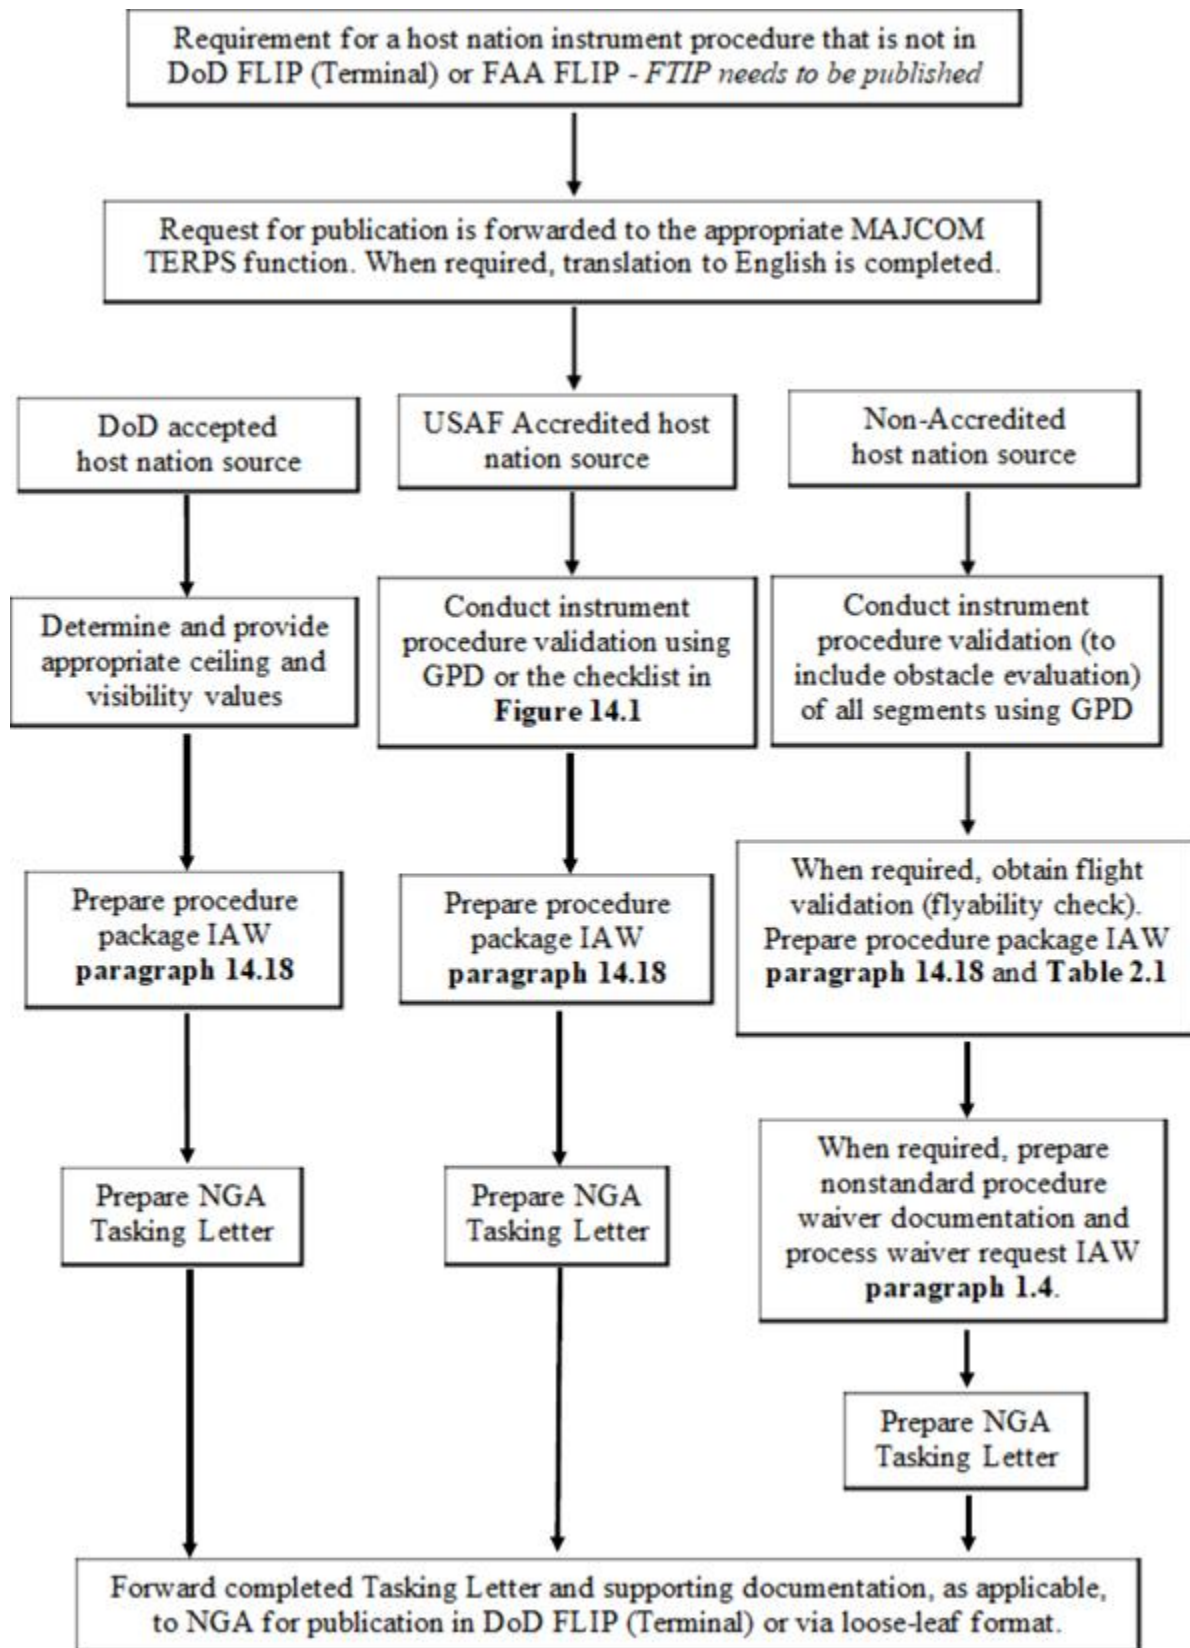 Requirement for a host nation instrument procedure that is not in
DoD FLIP (Terminal) or FAA FLIP - FTIP needs to be published
Request for publication is forwarded to the appropriate MAJCOM
TERPS function. When required, translation to English is completed.
DoD accepted
host nation source
USAF Accredited host
nation source
Non-Accredited
host nation source
Determine and provide
appropriate ceiling and
visibility values
Conduct instrument
procedure validation using
GPD or the checklist in
Figure 14.1
Conduct instrument
procedure validation (to
include obstacle evaluation)
of all segments using GPD
Prepare procedure
package IAW
paragraph 14.18
Prepare procedure
package IAW
paragraph 14.18
When required, obtain flight
validation (flyability check).
Prepare procedure package IAW
paragraph 14.18 and Table 2.1
Prepare NGA
Tasking Letter
Prepare NGA
Tasking Letter
When required, prepare
nonstandard procedure
waiver documentation and
process waiver request IAW
paragraph 1.4.
Prepare NGA
Tasking Letter
Forward completed Tasking Letter and supporting documentation, as applicable,
to NGA for publication in DoD FLIP (Terminal) or via loose-leaf format.